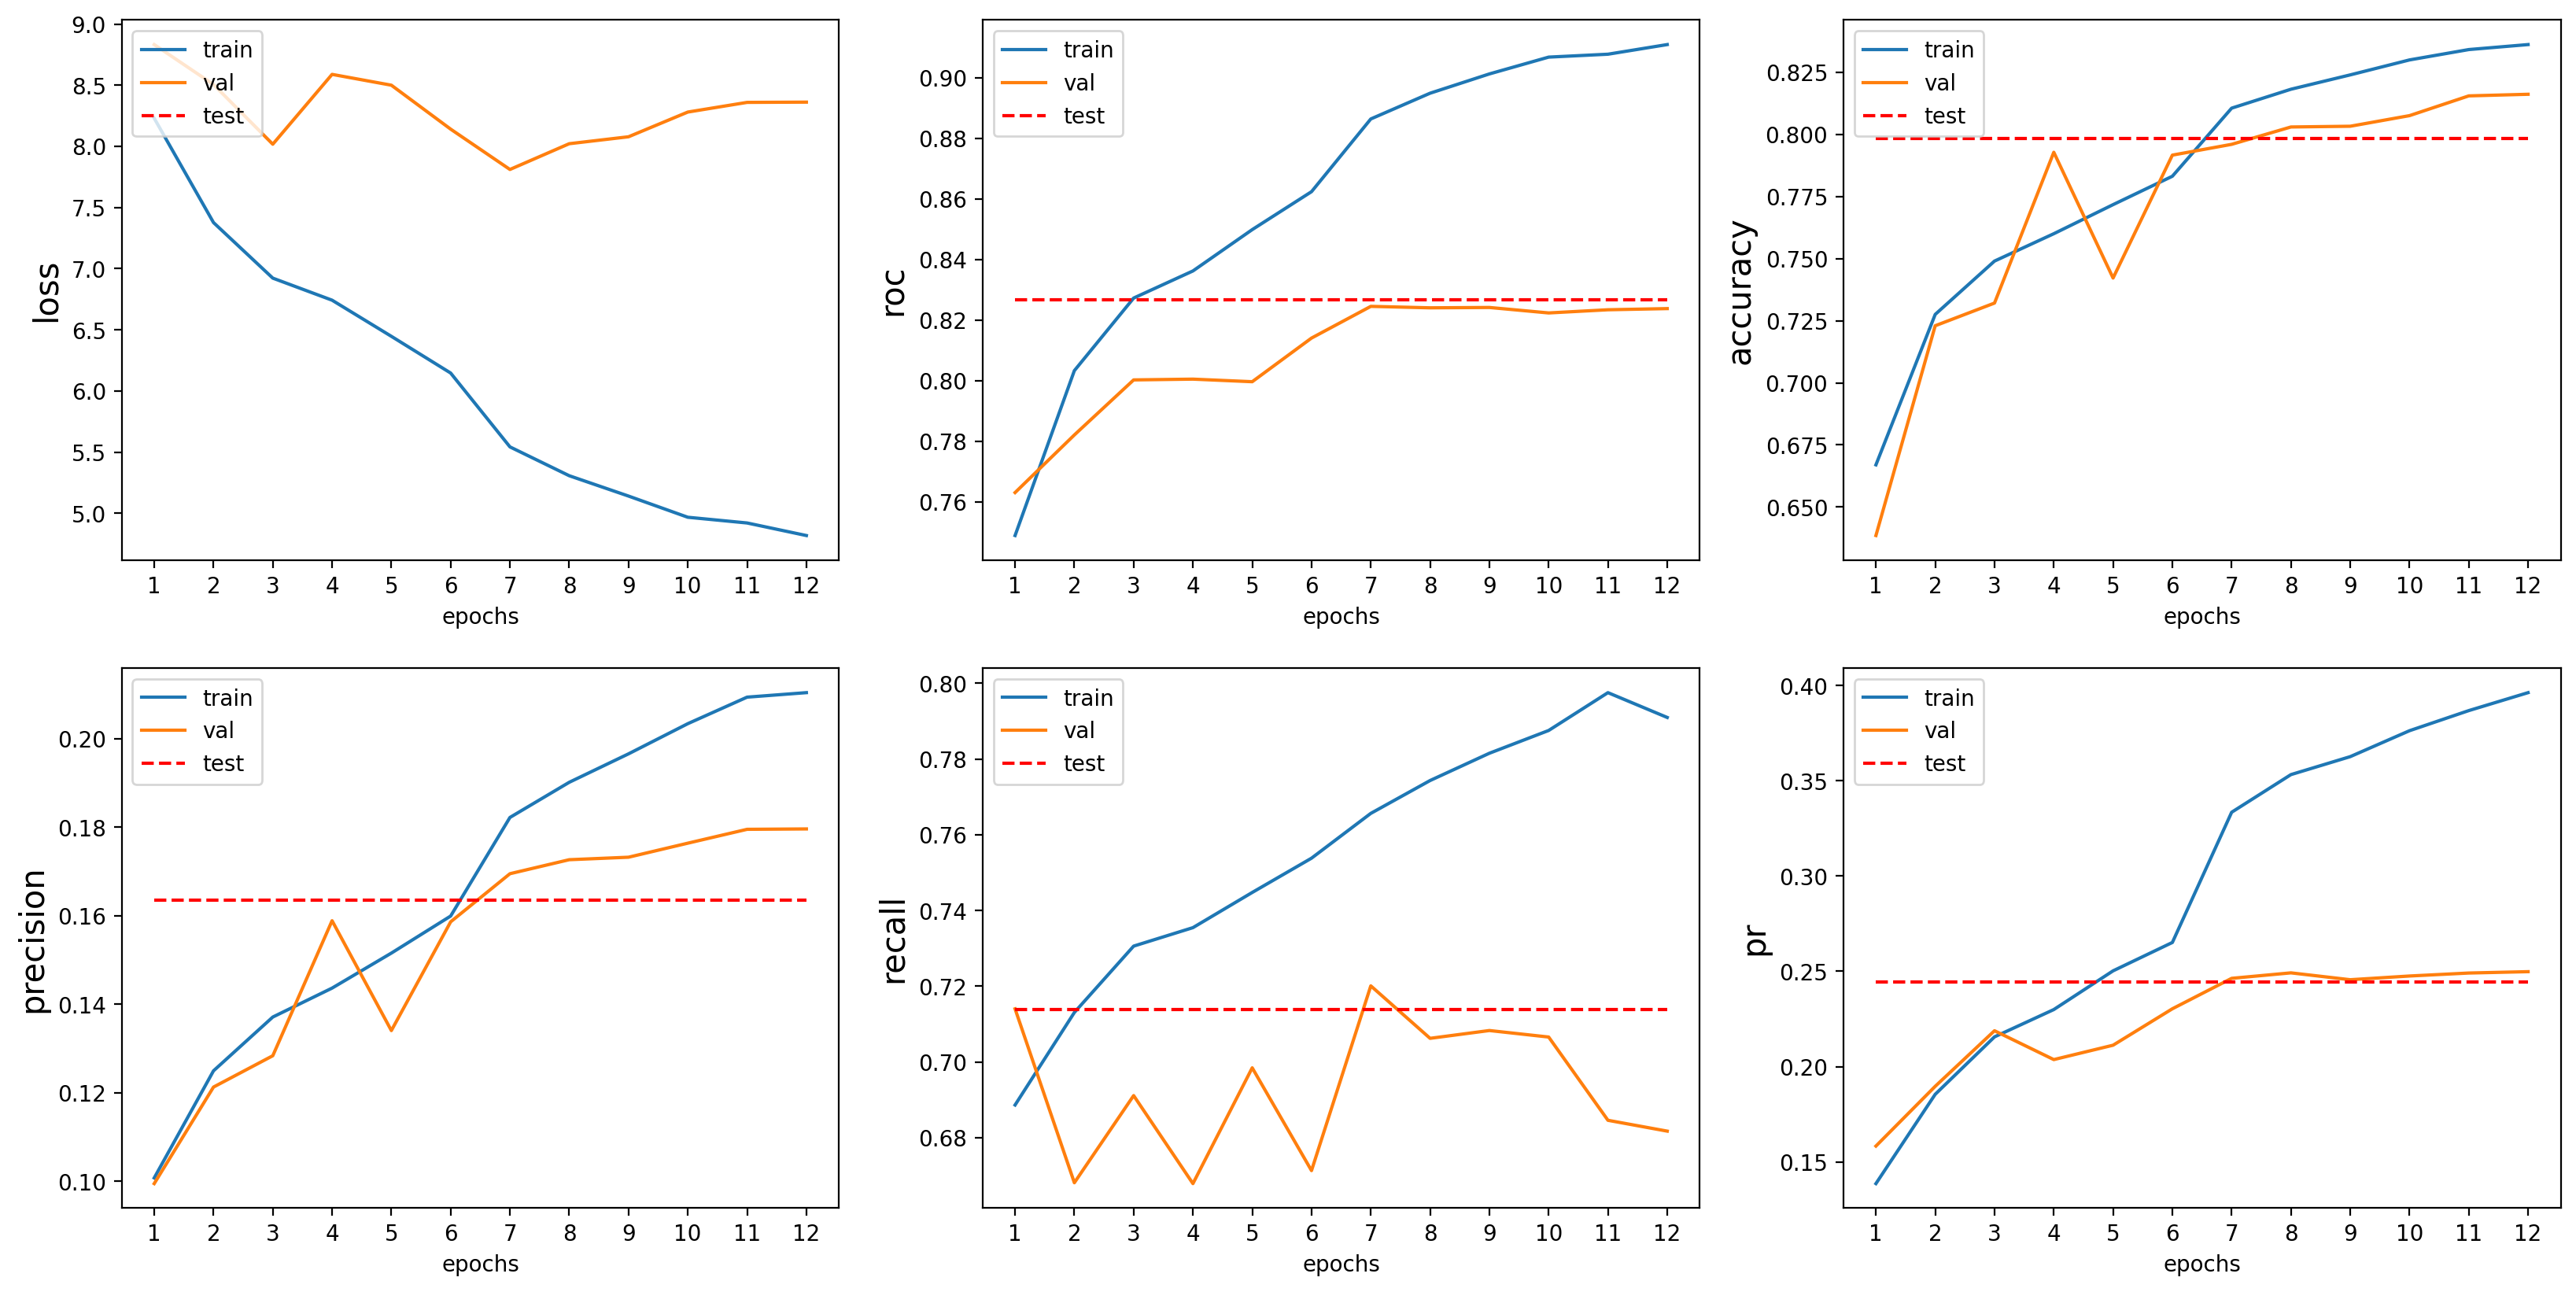 loss
9.0
8.5
8.0
7.5
7.0
6.5
6.0
5.5
5.0
train
val
test
1 2 3 4 5 6 7 8 9 10 11 12
epochs
roc
0.90
0.88
0.86
0.84
0.82
0.80
0.78
0.76
train
val
test
1 2 3 4 5 6 7 8 9 10 11 12
epochs
accuracy
0.825
0.800
0.775
0.750
0.725
0.700
0.675
0.650
train
val
test
1 2 3 4 5 6 7 8 9 10 11 12
epochs
precision
0.20
0.18
0.16
0.14
0.12
0.10
train
val
test
1 2 3 4 5 6 7 8 9 10 11 12
epochs
recall
0.80
0.78
0.76
0.74
0.72
0.70
0.68
train
val
test
1 2 3 4 5 6 7 8 9 10 11 12
epochs
pr
0.40
0.35
0.30
0.25
0.20
0.15
train
val
test
1 2 3 4 5 6 7 8 9 10 11 12
epochs